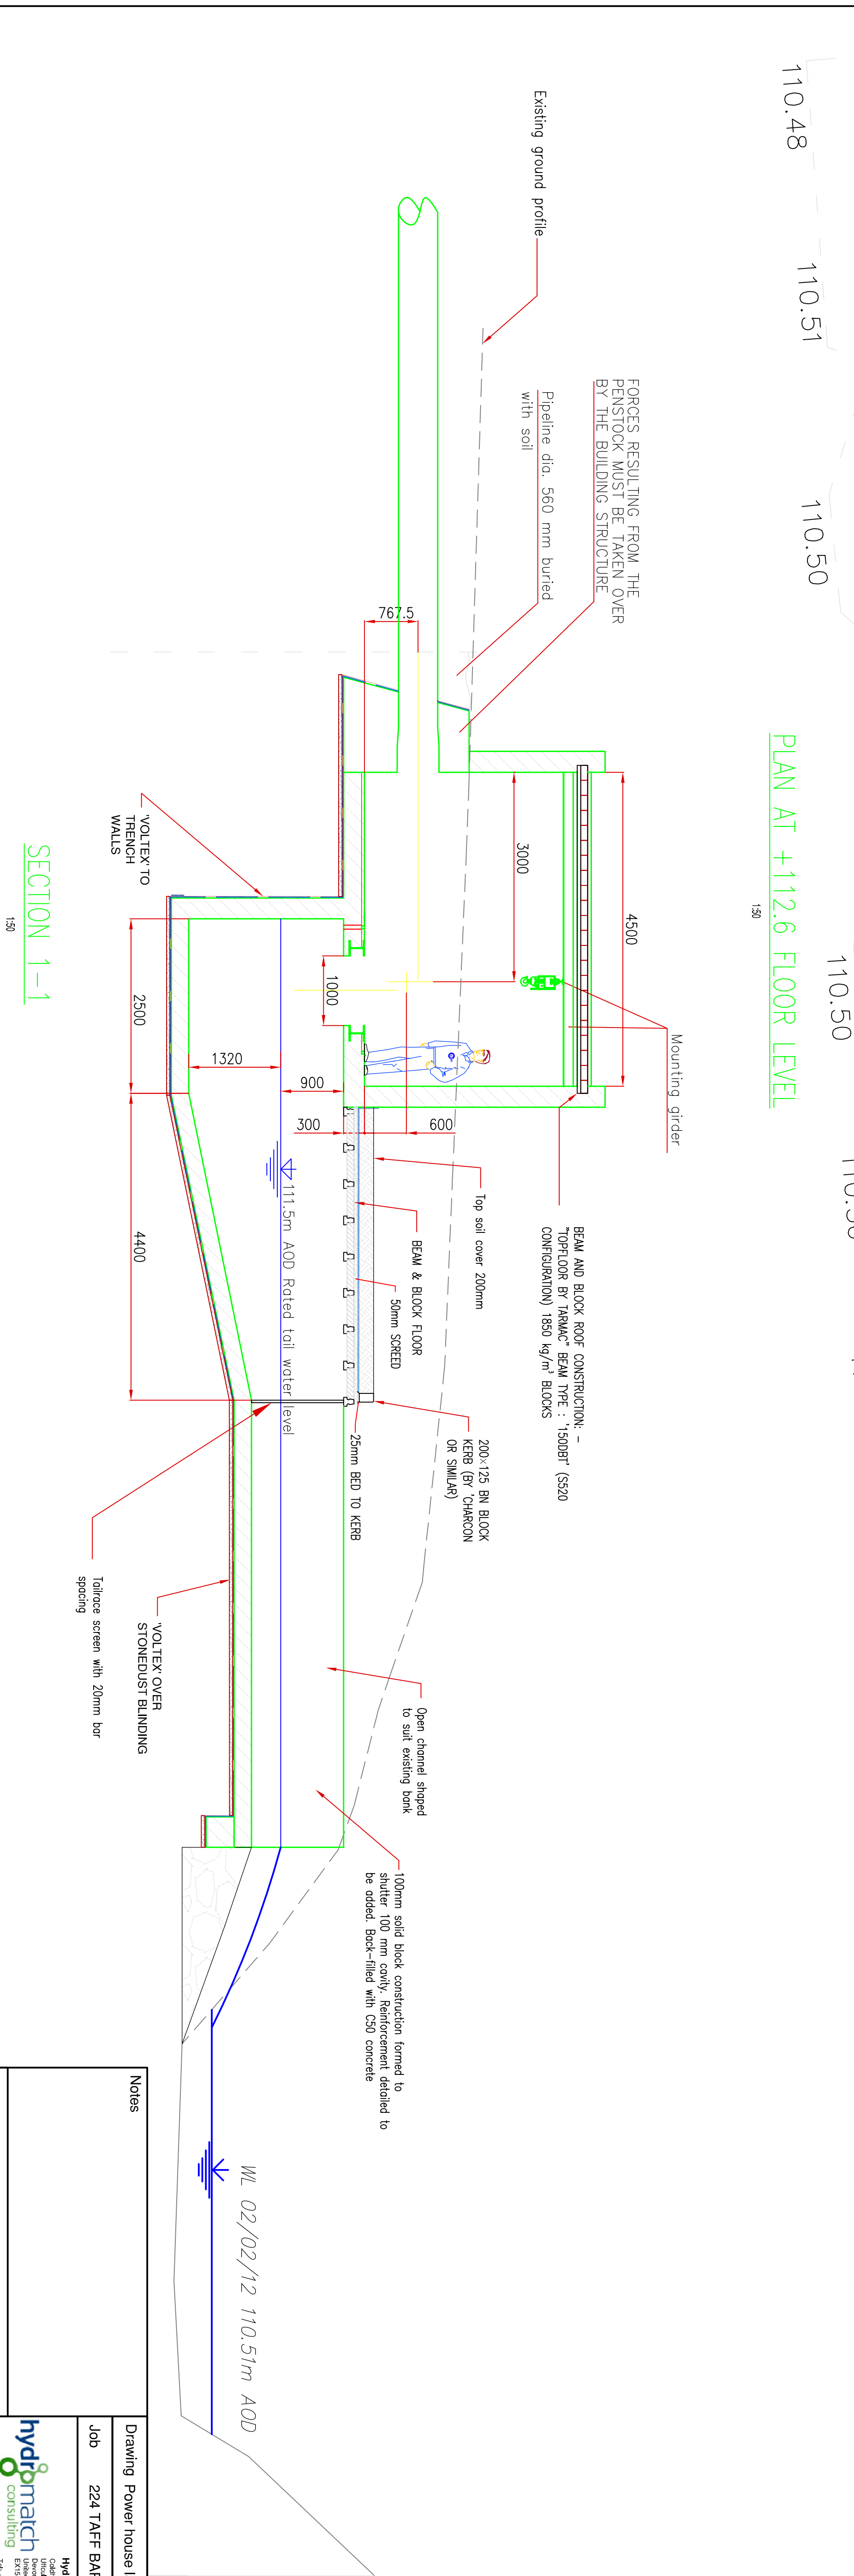 110.48
110.51
110.50
110.50
PLAN AT +112.6 FLOOR LEVEL
1:50
Existing ground profile
FORCES RESULTING FROM THE
PENSTOCK MUST BE TAKEN OVER
BY THE BUILDING STRUCTURE
Pipeline dia. 560 mm buried
with soil
767.5
4500
3000
1000
Mounting girder
BEAM AND BLOCK ROOF CONSTRUCTION: -
"TOPFLOOR BY TARMAC" BEAM TYPE : '150DBT' (S520
CONFIGURATION) 1850 kg/m³ BLOCKS
Top soil cover 200mm
BEAM & BLOCK FLOOR
50mm SCREED
200x125 BN BLOCK
KERB (BY 'CHARCON
OR SIMILAR)
25mm BED TO KERB
600
300
900
1320
111.5m AOD Rated tail water level
2500
4400
'VOLTEX' TO
TRENCH
WALLS
Open channel shaped
to suit existing bank
100mm solid block construction formed to
shutter 100 mm cavity. Reinforcement detailed to
be added. Back-filled with C50 concrete
'VOLTEX' OVER
STONEDUST BLINDING
Tailrace screen with 20mm bar
spacing
WL 02/02/12 110.51m AOD
SECTION 1-1
1:50
Notes
Drawing Power house
Job 224 TAFF
hydromatch
consulting